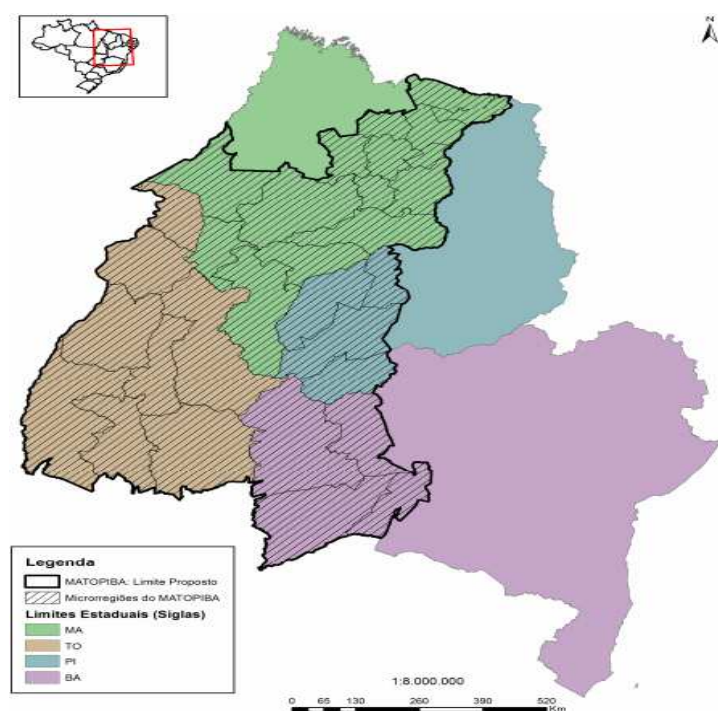 N
Legenda
MATOPIBA: Limite Proposto
Microrregiões do MATOPIBA
Limites Estaduais (Siglas)
MA
TO
PI
BA
1:8.000.000
0 65 130 260 390 520
Km